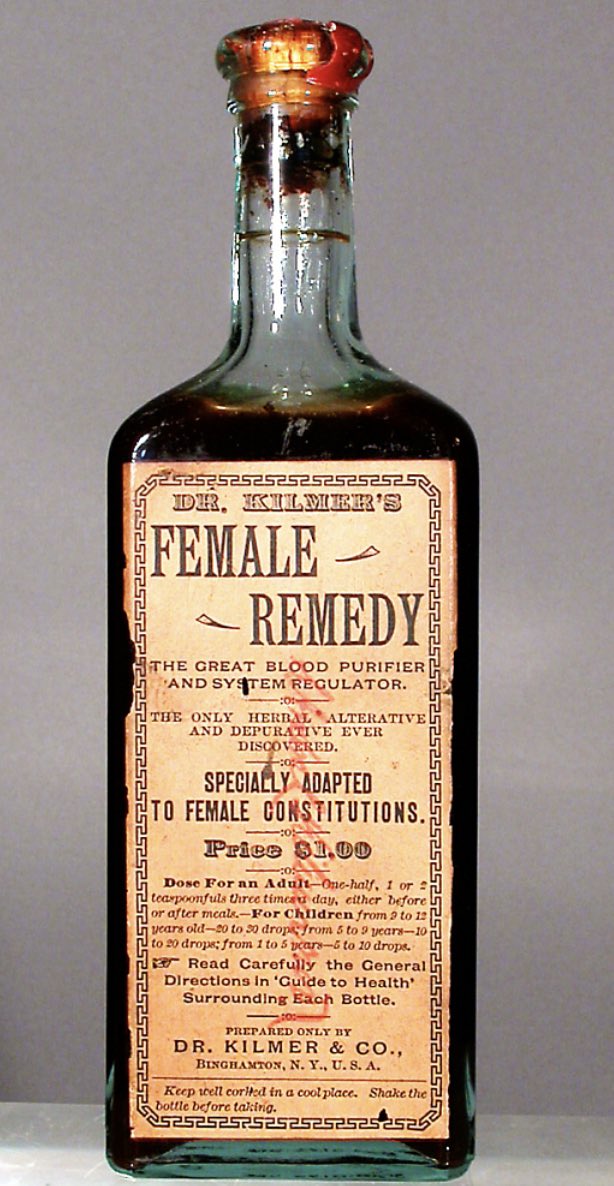 DR. KILMER'S
FEMALE
REMEDY
THE GREAT BLOOD PURIFIER
AND SYSTEM REGULATOR.
:o:
THE ONLY HERBAL ALTERATIVE
AND DEPURATIVE EVER
DISCOVERED.
:o:
SPECIALLY ADAPTED
TO FEMALE CONSTITUTIONS.
:o:
Price $1.00
:o:
Dose For an Adult—One-half, 1 or 2
teaspoonfuls three times a day, either before
or after meals.—For Children from 9 to 12
years old—20 to 30 drops; from 5 to 9 years—10
to 20 drops; from 1 to 5 years—5 to 10 drops.
☞ Read Carefully the General
Directions in 'Guide to Health'
Surrounding Each Bottle.
:o:
PREPARED ONLY BY
DR. KILMER & CO.,
BINGHAMTON, N. Y., U. S. A.
Keep well corked in a cool place. Shake the
bottle before taking.